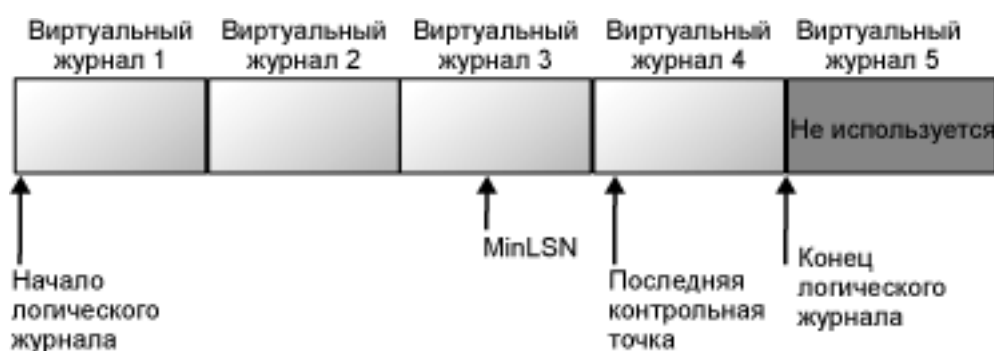 Виртуальный
журнал 1
Виртуальный
журнал 2
Виртуальный
журнал 3
Виртуальный
журнал 4
Виртуальный
журнал 5
Не используется
Начало
логического
журнала
MinLSN
Последняя
контрольная
точка
Конец
логического
журнала